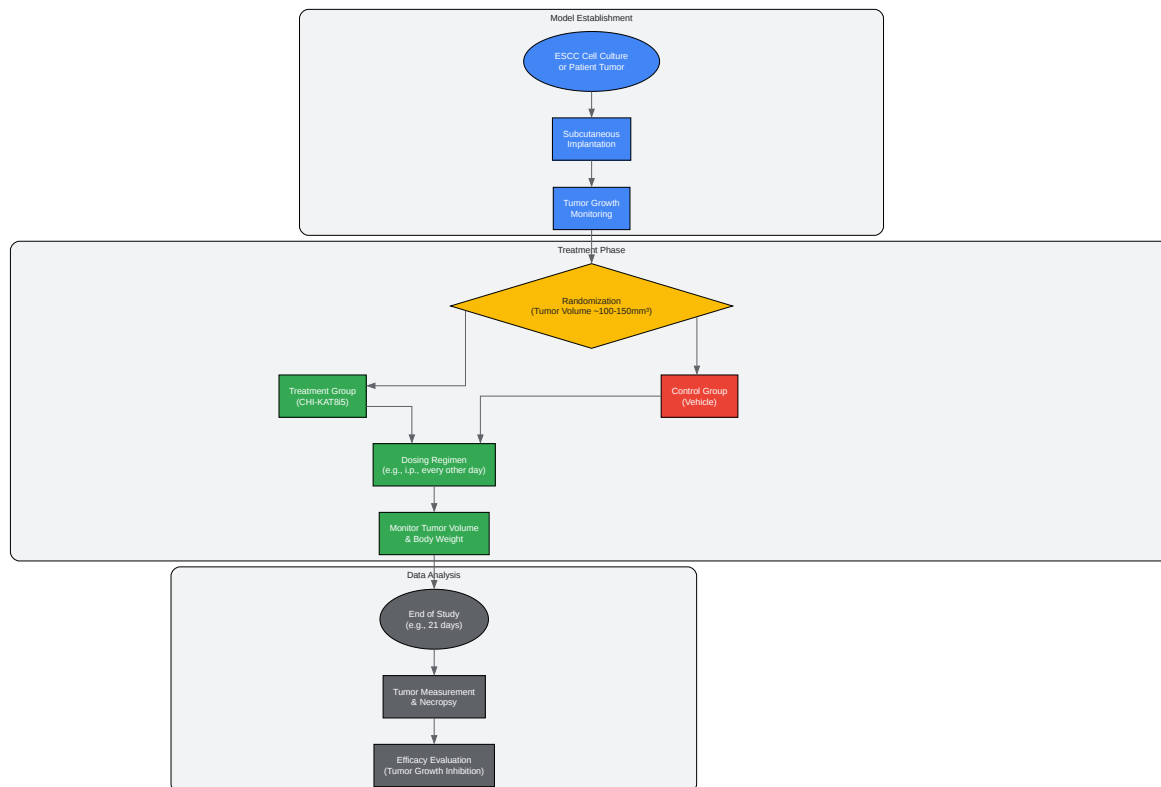 Model Establishment
ESCC Cell Culture
or Patient Tumor
Subcutaneous
Implantation
Tumor Growth
Monitoring
Treatment Phase
Randomization
(Tumor Volume ~100-150mm³)
Treatment Group
(CHI-KAT8i5)
Control Group
(Vehicle)
Dosing Regimen
(e.g., i.p., every other day)
Monitor Tumor Volume
& Body Weight
Data Analysis
End of Study
(e.g., 21 days)
Tumor Measurement
& Necropsy
Efficacy Evaluation
(Tumor Growth Inhibition)